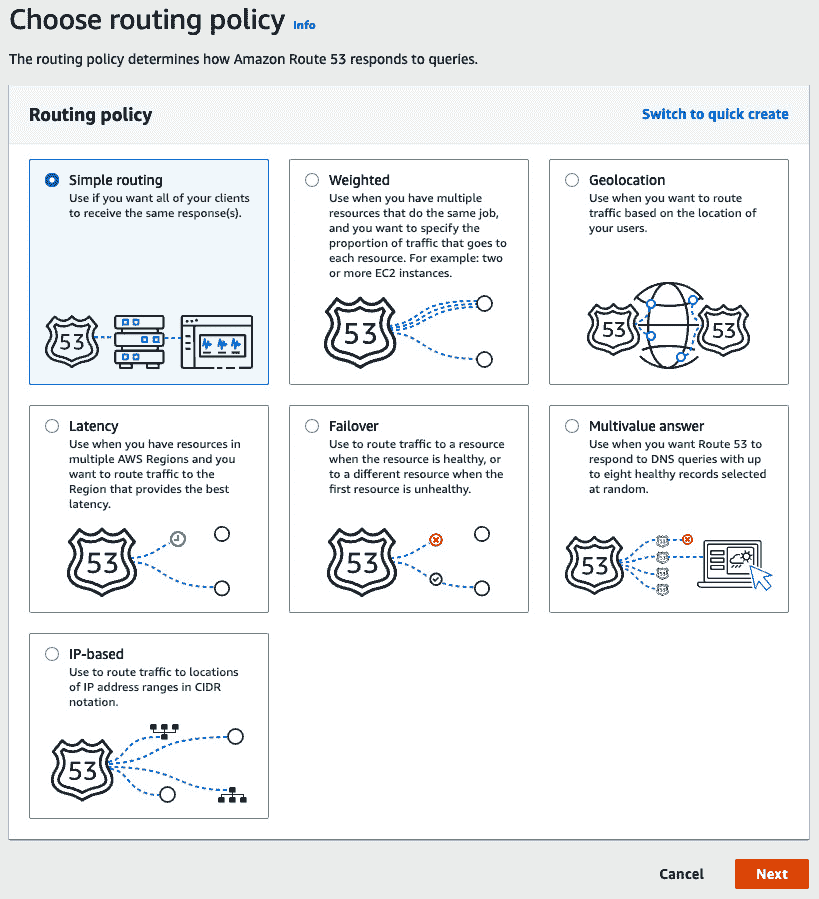 Choose routing policy Info
The routing policy determines how Amazon Route 53 responds to queries.
Routing policy
Switch to quick create
Simple routing
Use if you want all of your clients
to receive the same response(s).
53
Weighted
Use when you have multiple
resources that do the same job,
and you want to specify the
proportion of traffic that goes to
each resource. For example: two
or more EC2 instances.
53
Geolocation
Use when you want to route
traffic based on the location of
your users.
53
53
Latency
Use when you have resources in
multiple AWS Regions and you
want to route traffic to the
Region that provides the best
latency.
53
Failover
Use to route traffic to a resource
when the resource is healthy, or
to a different resource when the
first resource is unhealthy.
53
Multivalue answer
Use when you want Route 53 to
respond to DNS queries with up
to eight healthy records selected
at random.
53
IP-based
Use to route traffic to locations
of IP address ranges in CIDR
notation.
53
Cancel
Next